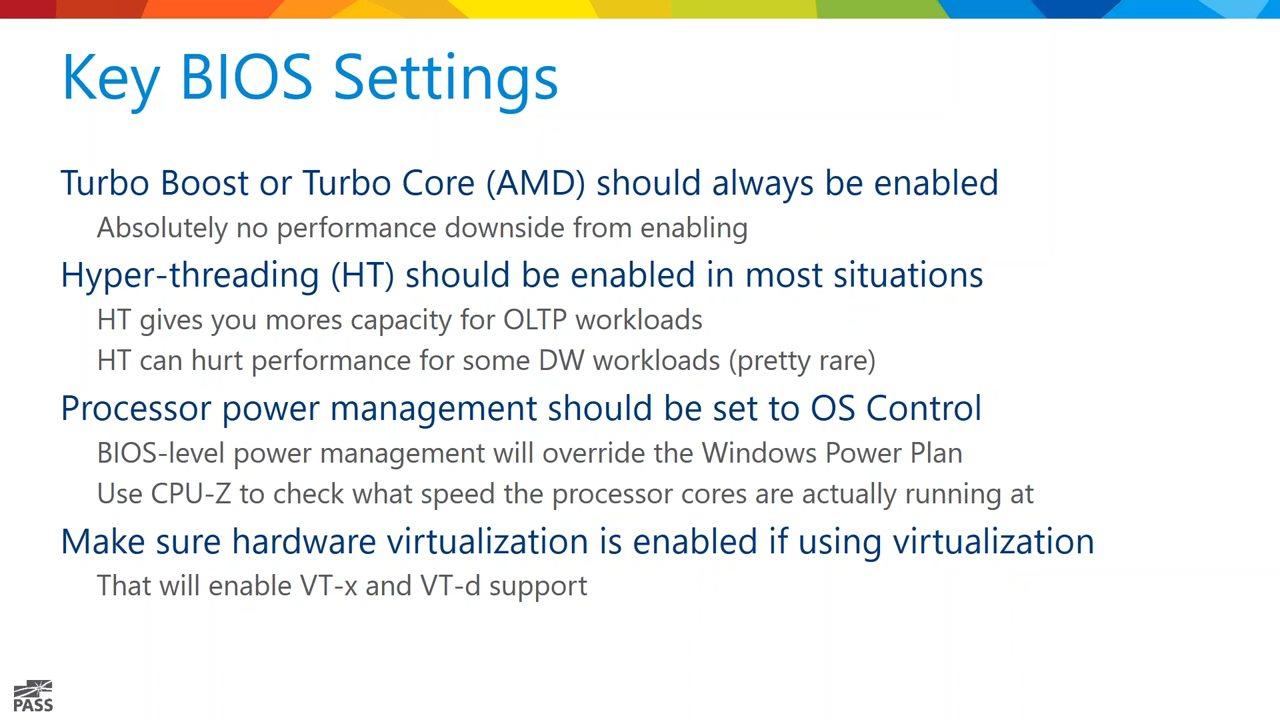 Key BIOS Settings
Turbo Boost or Turbo Core (AMD) should always be enabled
Absolutely no performance downside from enabling
Hyper-threading (HT) should be enabled in most situations
HT gives you mores capacity for OLTP workloads
HT can hurt performance for some DW workloads (pretty rare)
Processor power management should be set to OS Control
BIOS-level power management will override the Windows Power Plan
Use CPU-Z to check what speed the processor cores are actually running at
Make sure hardware virtualization is enabled if using virtualization
That will enable VT-x and VT-d support
PASS